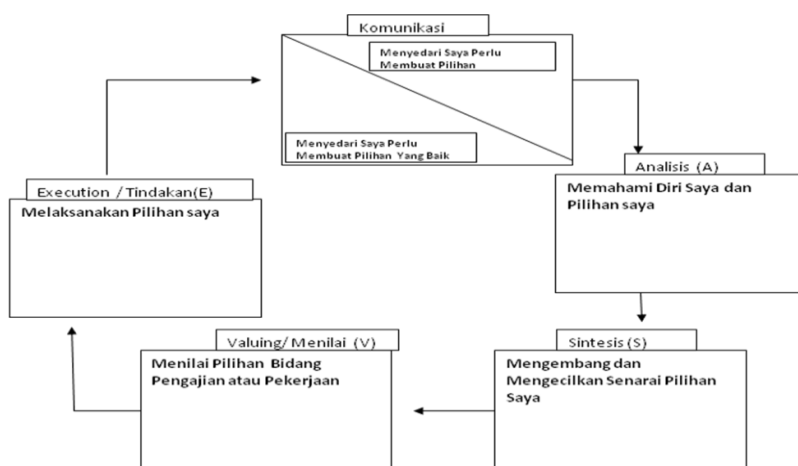 Komunikasi
Menyedari Saya Perlu
Membuat Pilihan
Menyedari Saya Perlu
Membuat Pilihan Yang Baik
Analisis (A)
Memahami Diri Saya dan
Pilihan saya
Sintesis (S)
Mengembang dan
Mengecilkan Senarai Pilihan
Saya
Valuing/ Menilai (V)
Menilai Pilihan Bidang
Pengajian atau Pekerjaan
Execution / Tindakan(E)
Melaksanakan Pilihan saya